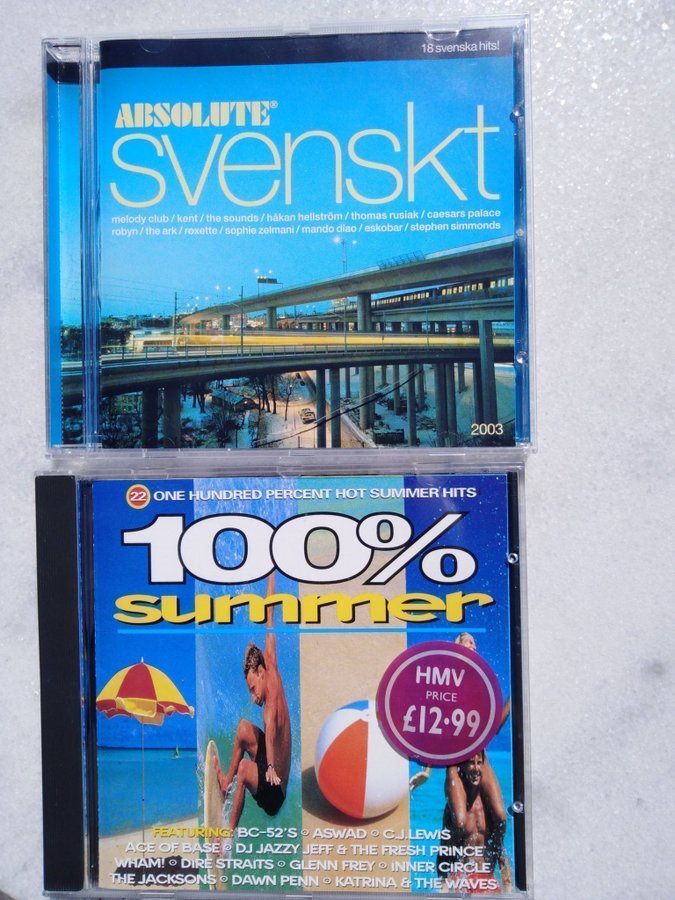 18 svenska hits!
ABSOLUTE®
svenskt
melody club / kent / the sounds / håkan hellström / thomas rusiak / caesars palace
robyn / the ark / roxette / sophie zelmani / mando diao / eskobar / stephen simmonds
2003
22 ONE HUNDRED PERCENT HOT SUMMER HITS
100%
summer
HMV
PRICE
£12·99
FEATURING: BC-52'S ⊙ ASWAD ⊙ C.J.LEWIS
ACE OF BASE ⊙ DJ JAZZY JEFF & THE FRESH PRINCE
WHAM! ⊙ DIRE STRAITS ⊙ GLENN FREY ⊙ INNER CIRCLE
THE JACKSONS ⊙ DAWN PENN ⊙ KATRINA & THE WAVES